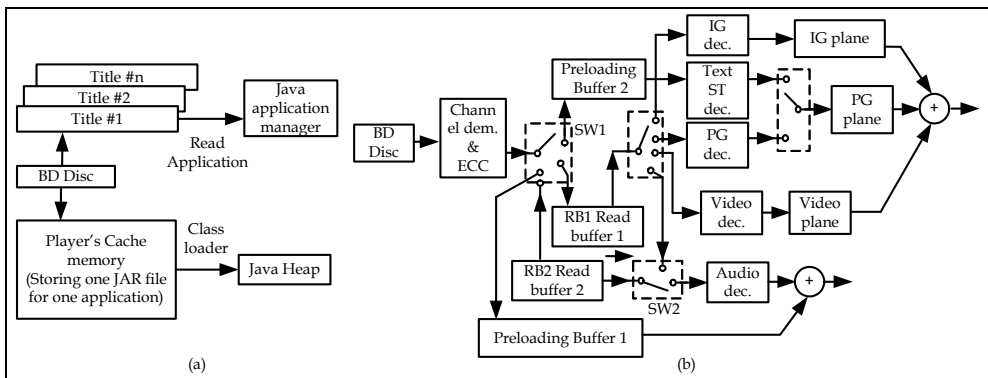 Title #n
Title #2
Title #1
Java
application
manager
Read
Application
BD Disc
Player's Cache
memory
(Storing one JAR file
for one application)
Class
loader
Java Heap
(a)
BD
Disc
Chann
el dem.
&
ECC
SW1
Preloading
Buffer 2
IG
dec.
IG plane
Text
ST
dec.
PG
dec.
PG
plane
+
Video
dec.
Video
plane
RB1 Read
buffer 1
RB2 Read
buffer 2
SW2
Audio
dec.
+
Preloading Buffer 1
(b)